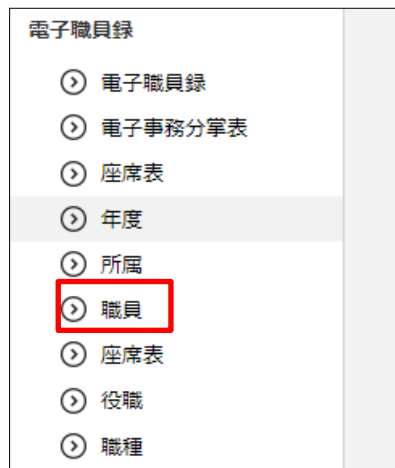 電子職員録
電子職員録
電子事務分掌表
座席表
年度
所属
職員
座席表
役職
職種